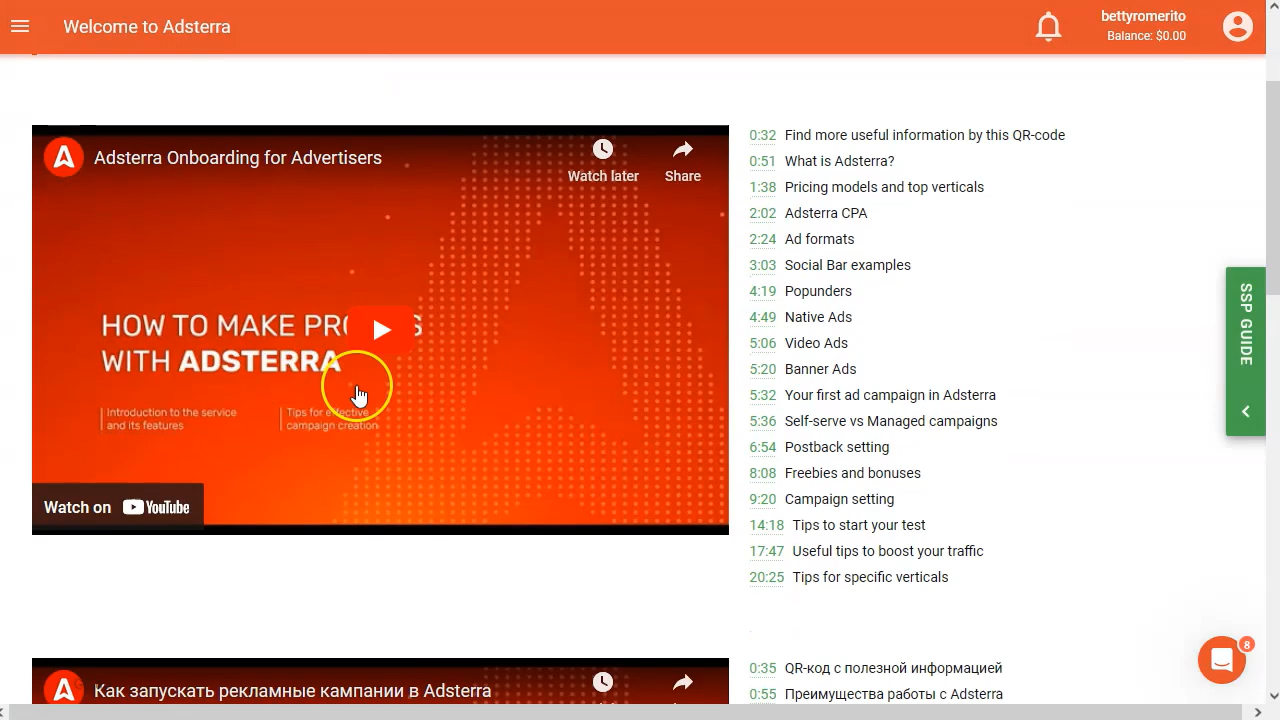 Welcome to Adsterra
bettyromerito
Balance: $0.00
Adsterra Onboarding for Advertisers
Watch later
Share
HOW TO MAKE PRO S
WITH ADSTERRA
Introduction to the service
and its features
Tips for effective
campaign creation
Watch on YouTube
0:32 Find more useful information by this QR-code
0:51 What is Adsterra?
1:38 Pricing models and top verticals
2:02 Adsterra CPA
2:24 Ad formats
3:03 Social Bar examples
4:19 Popunders
4:49 Native Ads
5:06 Video Ads
5:20 Banner Ads
5:32 Your first ad campaign in Adsterra
5:36 Self-serve vs Managed campaigns
6:54 Postback setting
8:08 Freebies and bonuses
9:20 Campaign setting
14:18 Tips to start your test
17:47 Useful tips to boost your traffic
20:25 Tips for specific verticals
SSP GUIDE
8
Как запускать рекламные кампании в Adsterra
0:35 QR-код с полезной информацией
0:55 Преимущества работы с Adsterra